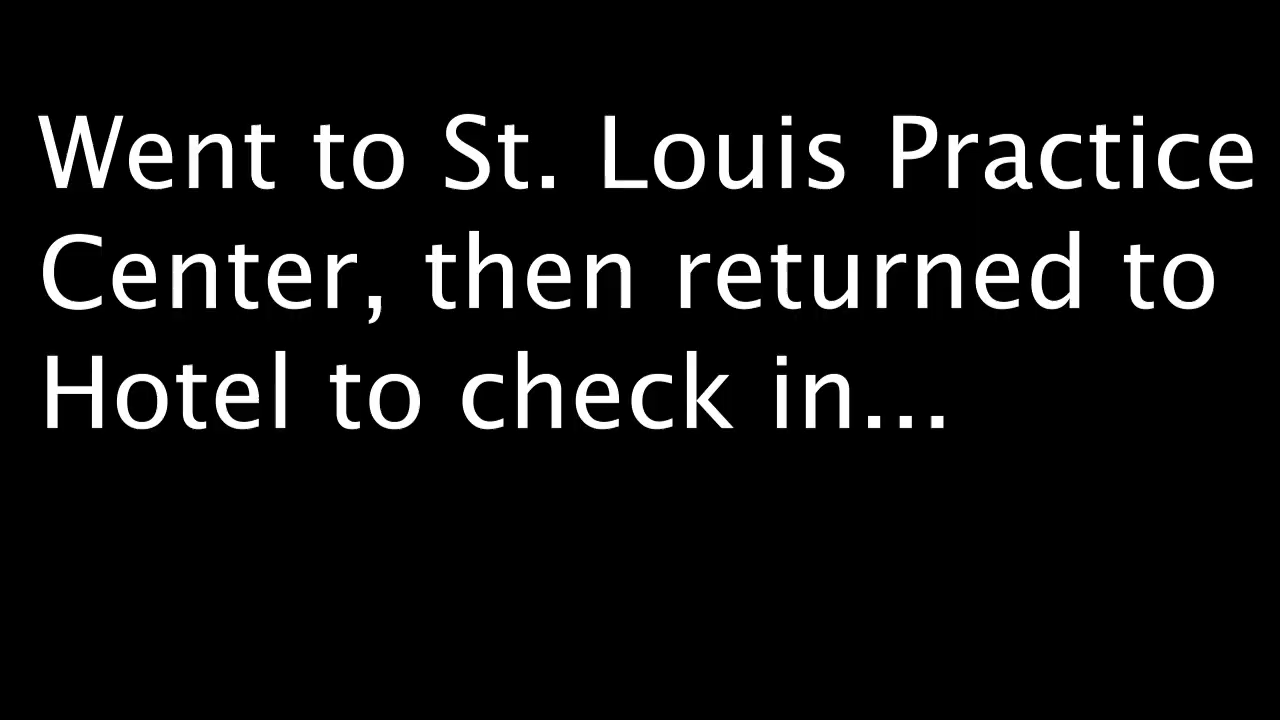 Went to St. Louis Practice
Center, then returned to
Hotel to check in...